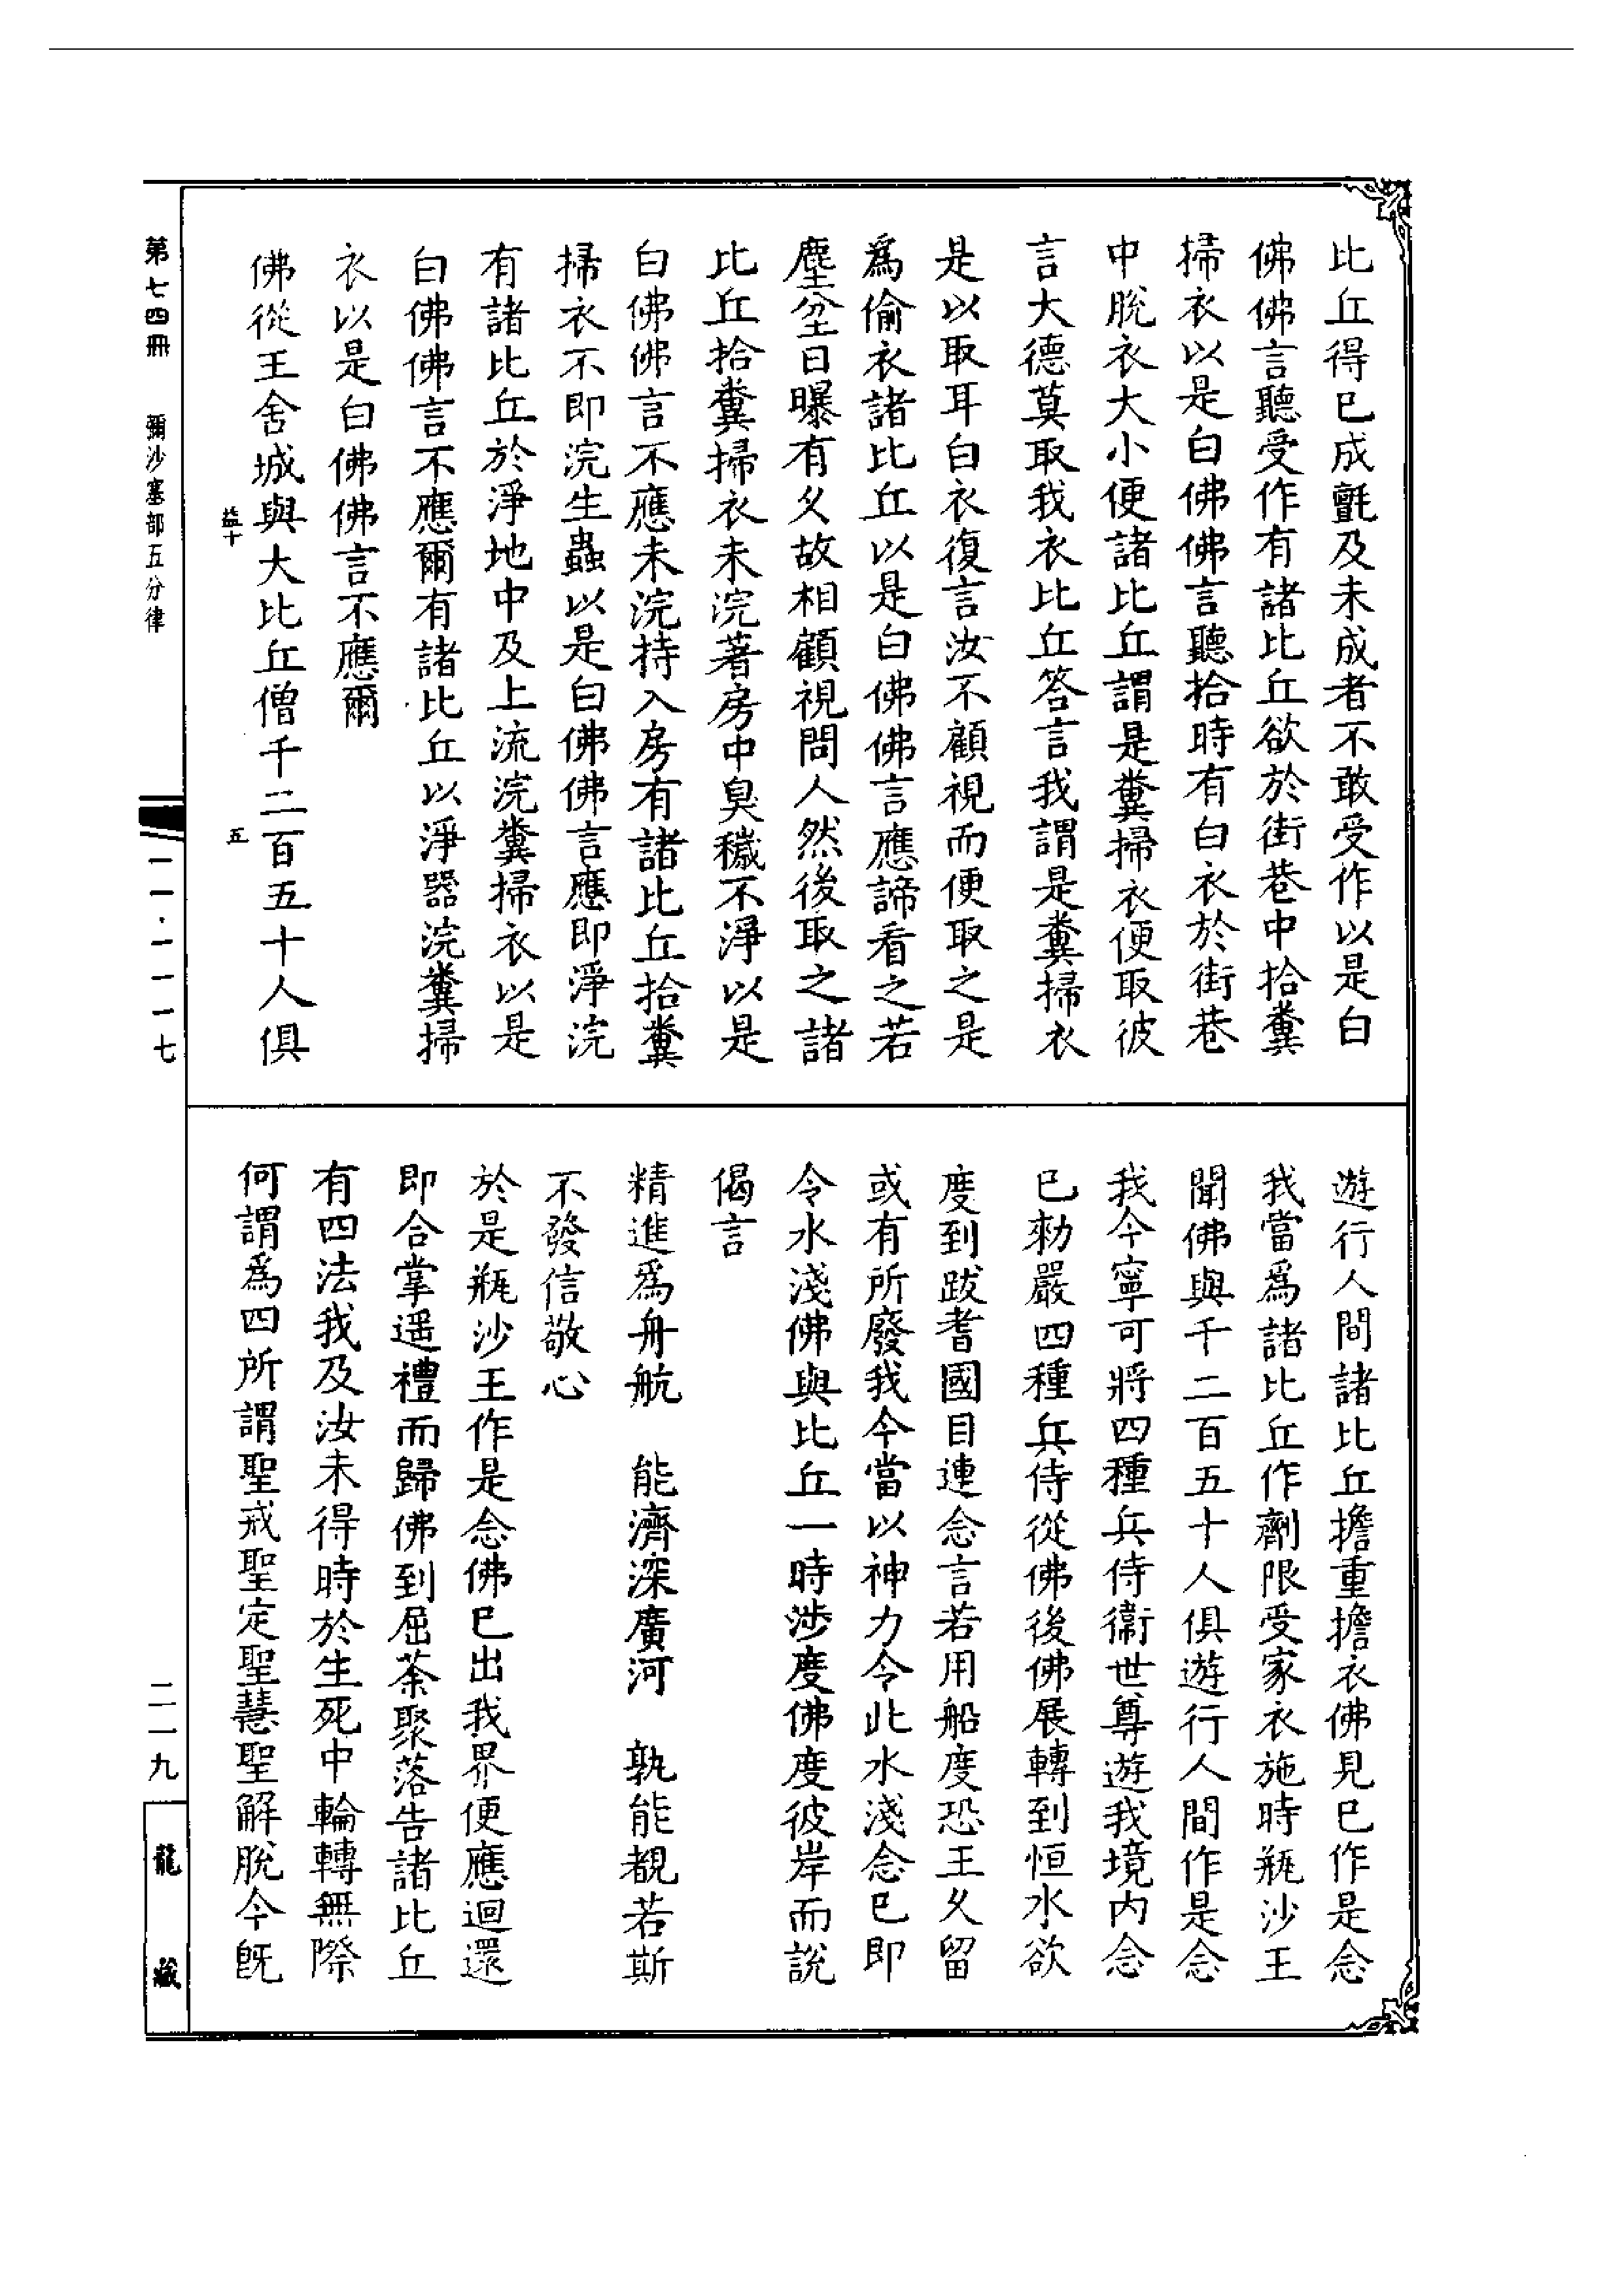 比丘得已成㲲及未成者不敢受作以是白
佛佛言聽受作有諸比丘欲於街巷中拾糞
掃衣以是白佛佛言聽拾時有白衣於街巷
中脫衣大小便諸比丘謂是糞掃衣便取彼
言大德莫取我衣比丘答言我謂是糞掃衣
是以取耳白衣復言汝不顧視而便取之是
為偷衣諸比丘以是白佛佛言應諦看之若
塵坌日曝有久故相顧視問人然後取之諸
比丘拾糞掃衣未浣著房中臭穢不淨以是
白佛佛言不應未浣持入房有諸比丘拾糞
掃衣不即浣生蟲以是白佛佛言應即淨浣
有諸比丘於淨地中及上流浣糞掃衣以是
白佛佛言不應爾有諸比丘以淨器浣糞掃
衣以是白佛佛言不應爾
佛從王舍城與大比丘僧千二百五十人俱
益十 五
遊行人間諸比丘擔重擔衣佛見已作是念
我當為諸比丘作劑限受家衣施時瓶沙王
聞佛與千二百五十人俱遊行人間作是念
我今寧可將四種兵侍衞世尊遊我境內念
已勑嚴四種兵侍從佛後佛展轉到恒水欲
度到跋耆國目連念言若用船度恐王久留
或有所廢我今當以神力令此水淺念已即
令水淺佛與比丘一時涉度佛度彼岸而說
偈言
精進為舟航　能濟深廣河　孰能覩若斯
不發信敬心
於是瓶沙王作是念佛已出我界便應迴還
即合掌遥禮而歸佛到屈茶聚落告諸比丘
有四法我及汝未得時於生死中輪轉無際
何謂為四所謂聖戒聖定聖慧聖解脫今既
第七四冊　彌沙塞部五分律
一一·一一一七
二一九
龍藏